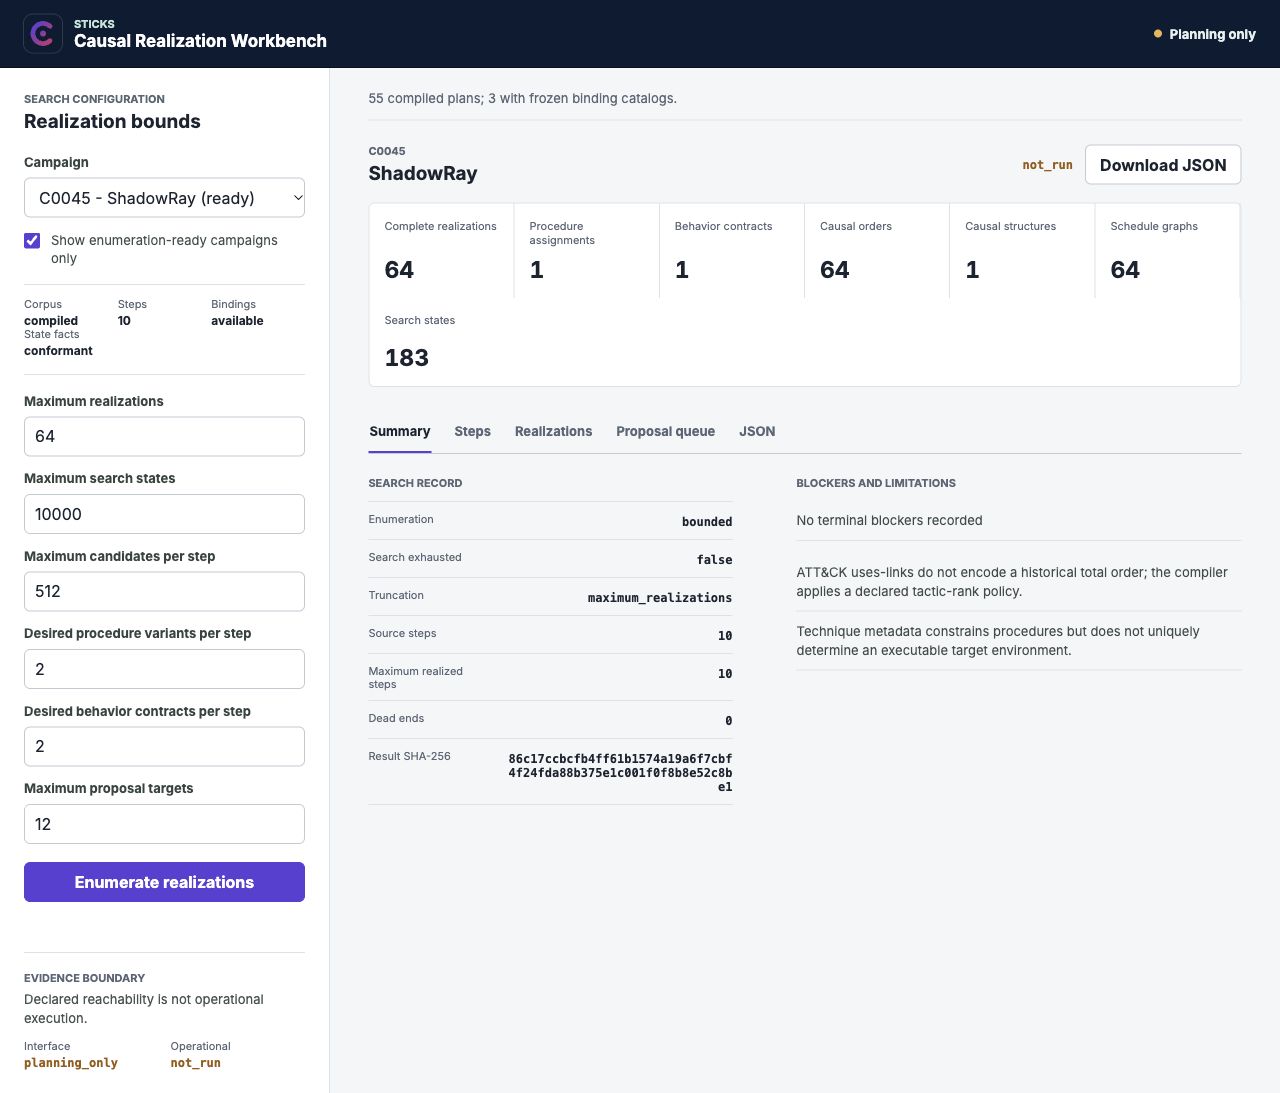 STICKS
Causal Realization Workbench
Planning only
SEARCH CONFIGURATION
Realization bounds
Campaign
C0045 - ShadowRay (ready)
Show enumeration-ready campaigns
only
Corpus
compiled
Steps
10
Bindings
available
State facts
conformant
Maximum realizations
64
Maximum search states
10000
Maximum candidates per step
512
Desired procedure variants per step
2
Desired behavior contracts per step
2
Maximum proposal targets
12
Enumerate realizations
EVIDENCE BOUNDARY
Declared reachability is not operational
execution.
Interface
planning_only
Operational
not_run
55 compiled plans; 3 with frozen binding catalogs.
C0045
ShadowRay
not_run
Download JSON
Complete realizations
64
Procedure
assignments
1
Behavior contracts
1
Causal orders
64
Causal structures
1
Schedule graphs
64
Search states
183
Summary
Steps
Realizations
Proposal queue
JSON
SEARCH RECORD
Enumeration
bounded
Search exhausted
false
Truncation
maximum_realizations
Source steps
10
Maximum realized
steps
10
Dead ends
0
Result SHA-256
86c17ccbcfb4ff61b1574a19a6f7cbf
4f24fda88b375e1c001f0f8b8e52c8b
e1
BLOCKERS AND LIMITATIONS
No terminal blockers recorded
ATT&CK uses-links do not encode a historical total order; the compiler
applies a declared tactic-rank policy.
Technique metadata constrains procedures but does not uniquely
determine an executable target environment.